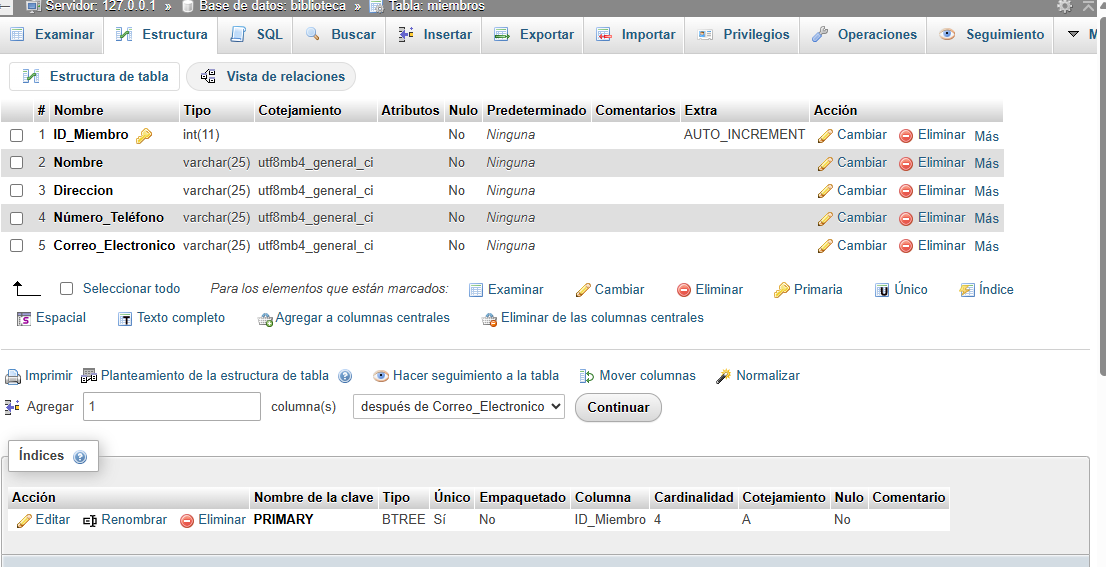 Servidor: 127.0.0.1 » Base de datos: biblioteca » Tabla: miembros
Examinar Estructura SQL Buscar Insertar Exportar Importar Privilegios Operaciones Seguimiento
Estructura de tabla Vista de relaciones
# Nombre Tipo Cotejamiento Atributos Nulo Predeterminado Comentarios Extra Acción
1 ID_Miembro int(11) No Ninguna AUTO_INCREMENT Cambiar Eliminar Más
2 Nombre varchar(25) utf8mb4_general_ci No Ninguna Cambiar Eliminar Más
3 Direccion varchar(25) utf8mb4_general_ci No Ninguna Cambiar Eliminar Más
4 Número_Teléfono varchar(25) utf8mb4_general_ci No Ninguna Cambiar Eliminar Más
5 Correo_Electronico varchar(25) utf8mb4_general_ci No Ninguna Cambiar Eliminar Más
Seleccionar todo Para los elementos que están marcados: Examinar Cambiar Eliminar Primaria Único Índice
Espacial Texto completo Agregar a columnas centrales Eliminar de las columnas centrales
Imprimir Planteamiento de la estructura de tabla Hacer seguimiento a la tabla Mover columnas Normalizar
Agregar 1 columna(s) después de Correo_Electronico Continuar
Índices
Acción Nombre de la clave Tipo Único Empaquetado Columna Cardinalidad Cotejamiento Nulo Comentario
Editar Renombrar Eliminar PRIMARY BTREE Sí No ID_Miembro 4 A No